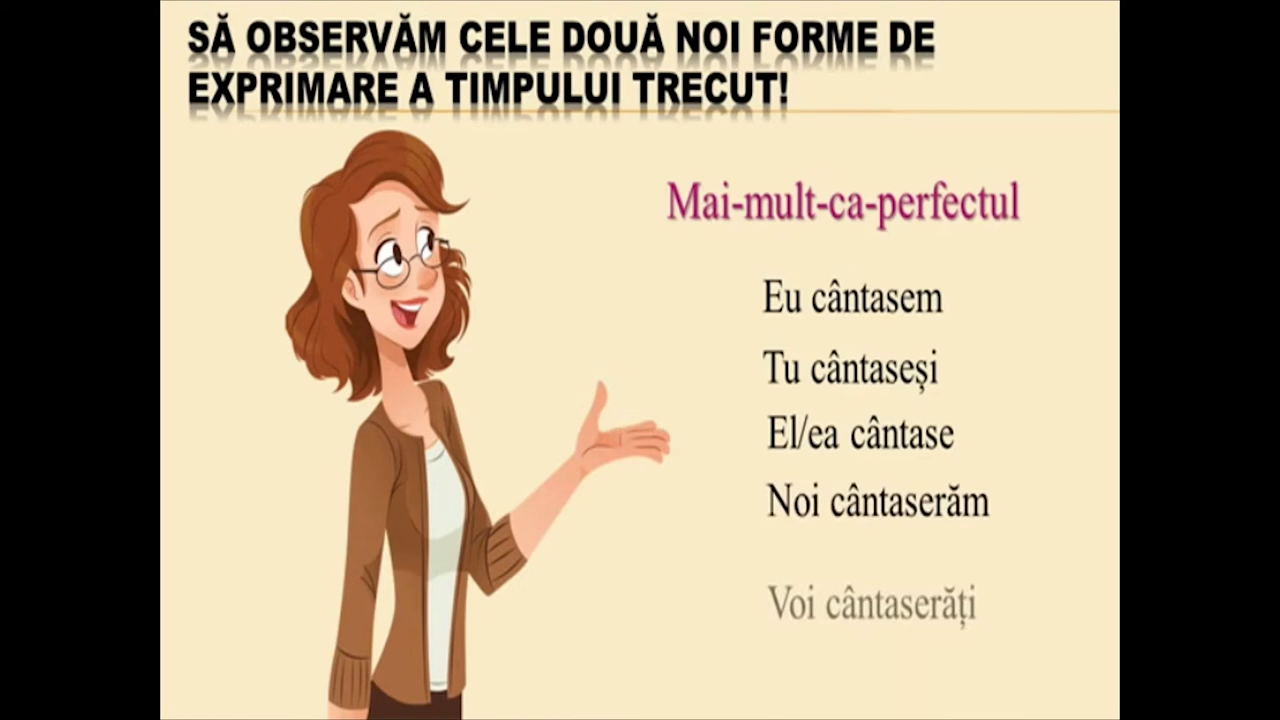 SĂ OBSERVĂM CELE DOUĂ NOI FORME DE
EXPRIMARE A TIMPULUI TRECUT!
Mai-mult-ca-perfectul
Eu cântasem
Tu cântaseși
El/ea cântase
Noi cântaserăm
Voi cântaserăți